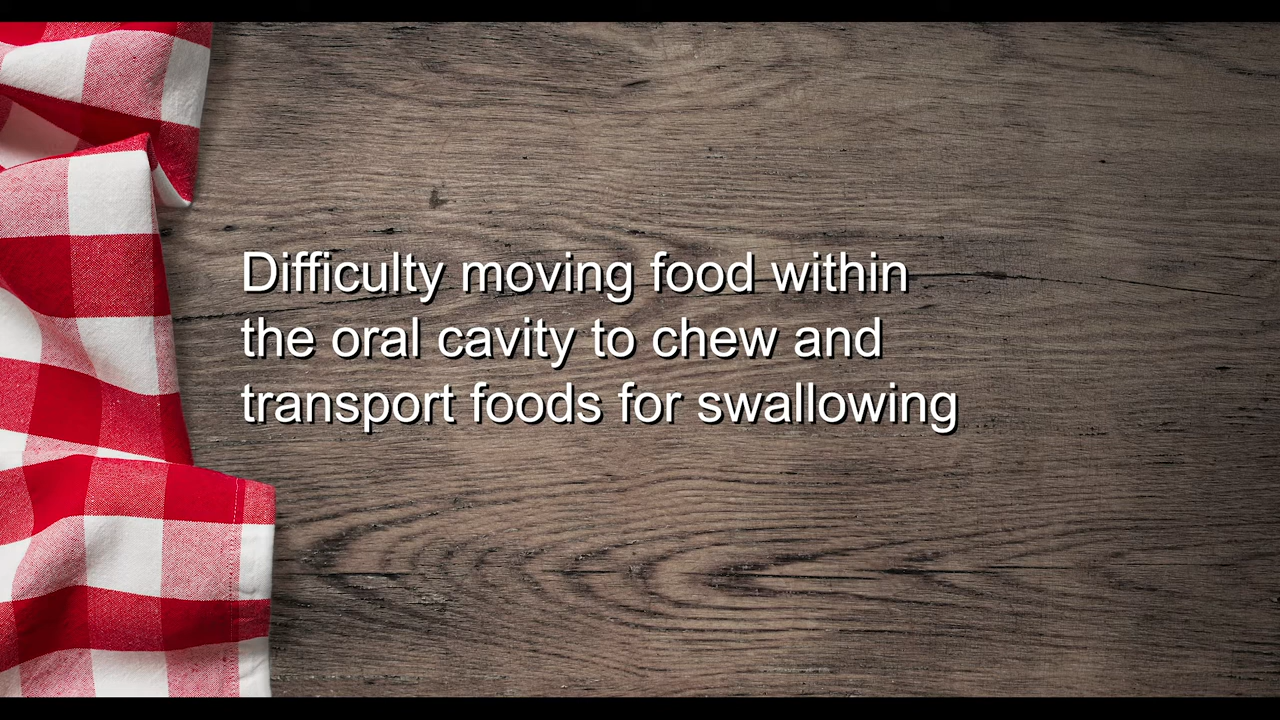 Difficulty moving food within
the oral cavity to chew and
transport foods for swallowing